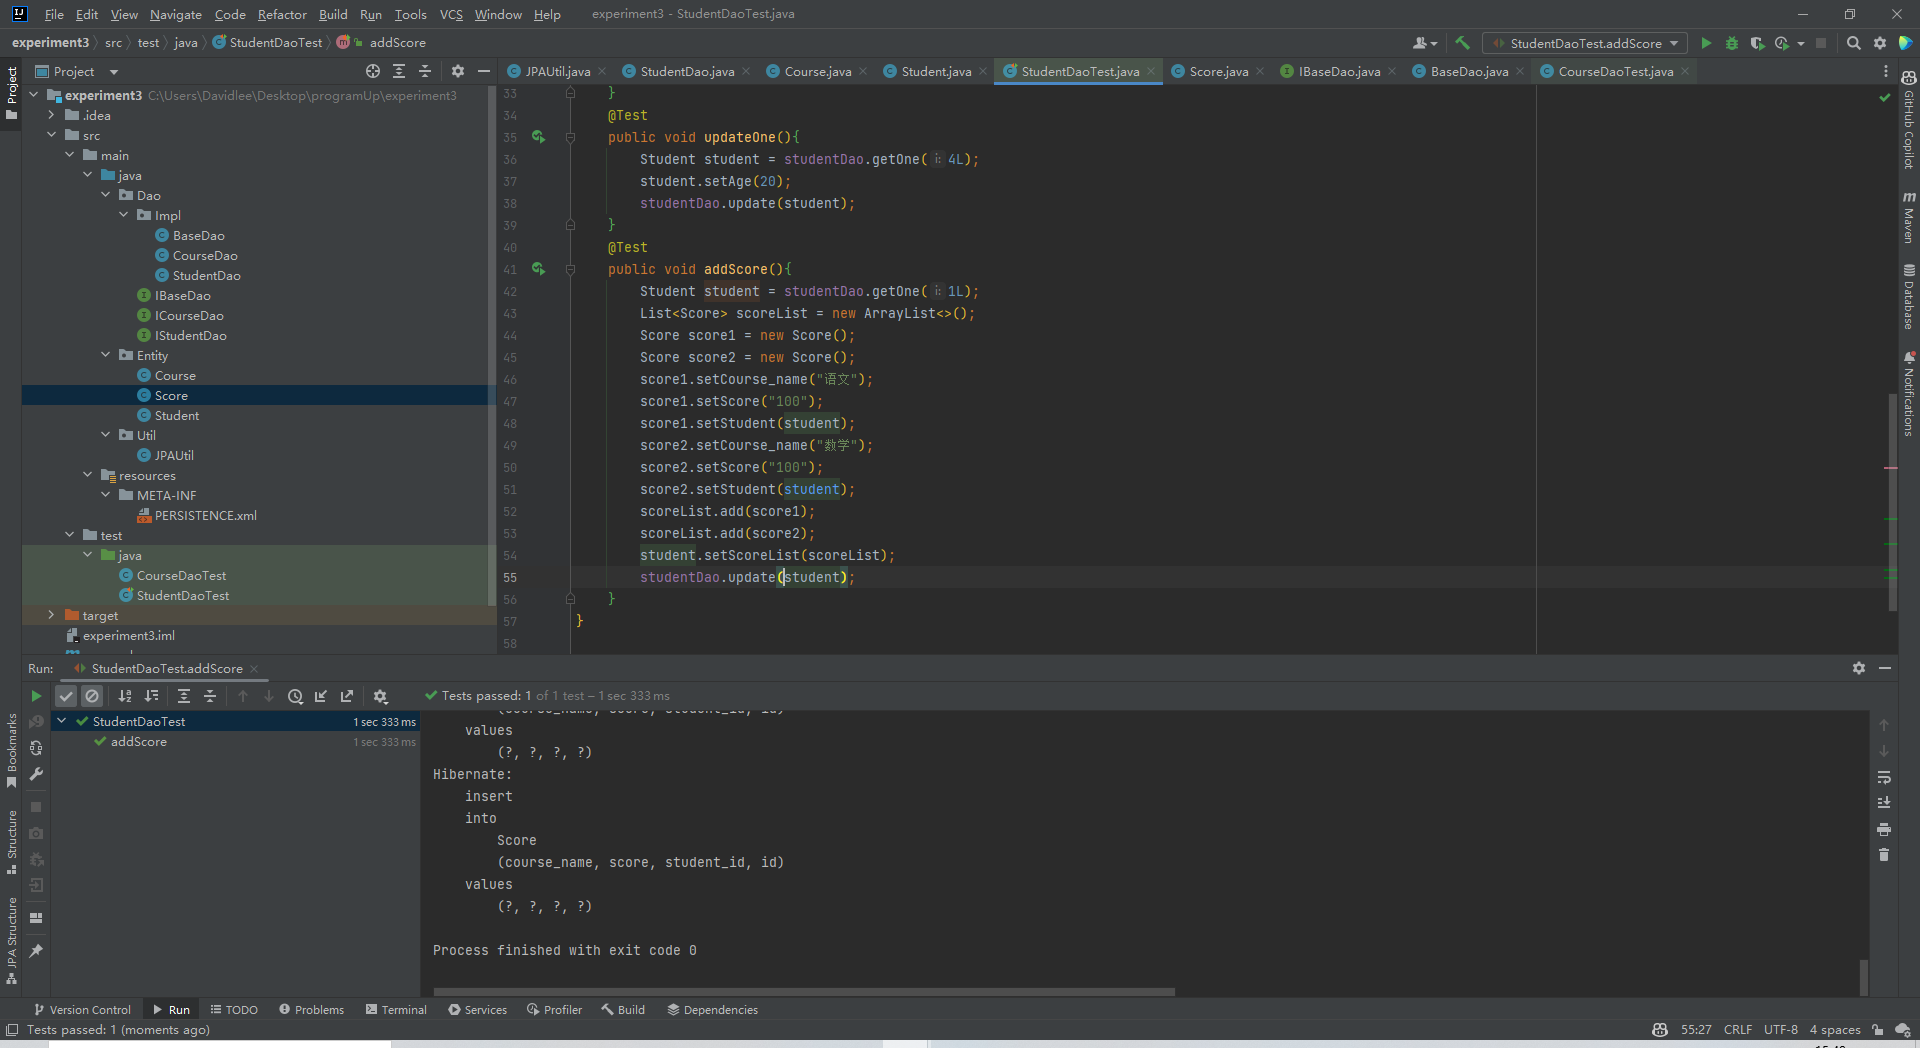 File Edit View Navigate Code Refactor Build Run Tools VCS Window Help experiment3 - StudentDaoTest.java
experiment3 src test java StudentDaoTest addScore StudentDaoTest.addScore
Project
JPAUtil.java StudentDao.java Course.java Student.java StudentDaoTest.java Score.java IBaseDao.java BaseDao.java CourseDaoTest.java
Project
experiment3 C:\Users\Davidlee\Desktop\programUp\experiment3
.idea
src
main
java
Dao
Impl
BaseDao
CourseDao
StudentDao
IBaseDao
ICourseDao
IStudentDao
Entity
Course
Score
Student
Util
JPAUtil
resources
META-INF
PERSISTENCE.xml
test
java
CourseDaoTest
StudentDaoTest
target
experiment3.iml
33 }
34 @Test
35 public void updateOne(){
36 Student student = studentDao.getOne( i: 4L);
37 student.setAge(20);
38 studentDao.update(student);
39 }
40 @Test
41 public void addScore(){
42 Student student = studentDao.getOne( i: 1L);
43 List<Score> scoreList = new ArrayList<>();
44 Score score1 = new Score();
45 Score score2 = new Score();
46 score1.setCourse_name("语文");
47 score1.setScore("100");
48 score1.setStudent(student);
49 score2.setCourse_name("数学");
50 score2.setScore("100");
51 score2.setStudent(student);
52 scoreList.add(score1);
53 scoreList.add(score2);
54 student.setScoreList(scoreList);
55 studentDao.update(student);
56 }
57 }
58
GitHub Copilot
Maven
Database
Notifications
Run: StudentDaoTest.addScore
Tests passed: 1 of 1 test – 1 sec 333 ms
StudentDaoTest 1 sec 333 ms
addScore 1 sec 333 ms
(course_name, score, student_id, id)
values
(?, ?, ?, ?)
Hibernate:
insert
into
Score
(course_name, score, student_id, id)
values
(?, ?, ?, ?)
Process finished with exit code 0
Bookmarks
Structure
JPA Structure
Version Control Run TODO Problems Terminal Services Profiler Build Dependencies
Tests passed: 1 (moments ago) 55:27 CRLF UTF-8 4 spaces